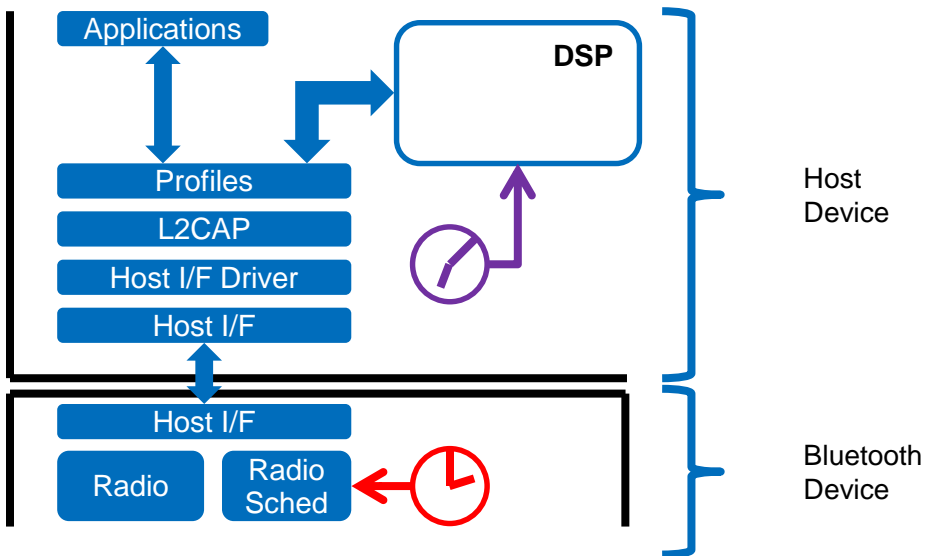 Applications
DSP
Profiles
L2CAP
Host I/F Driver
Host I/F
Host
Device
Host I/F
Radio
Radio
Sched
Bluetooth
Device